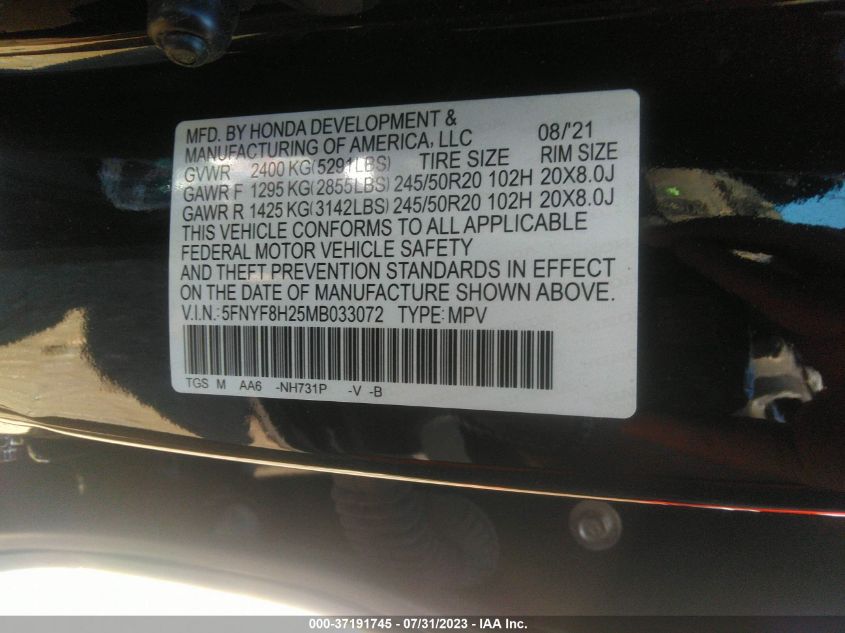 MFD. BY HONDA DEVELOPMENT &
MANUFACTURING OF AMERICA, LLC 08/'21
GVWR 2400 KG(5291LBS) TIRE SIZE RIM SIZE
GAWR F 1295 KG(2855LBS) 245/50R20 102H 20X8.0J
GAWR R 1425 KG(3142LBS) 245/50R20 102H 20X8.0J
THIS VEHICLE CONFORMS TO ALL APPLICABLE
FEDERAL MOTOR VEHICLE SAFETY
AND THEFT PREVENTION STANDARDS IN EFFECT
ON THE DATE OF MANUFACTURE SHOWN ABOVE.
V.I.N.: 5FNYF8H25MB033072 TYPE: MPV
TGS M AA6 -NH731P -V -B
000-37191745 - 07/31/2023 - IAA Inc.